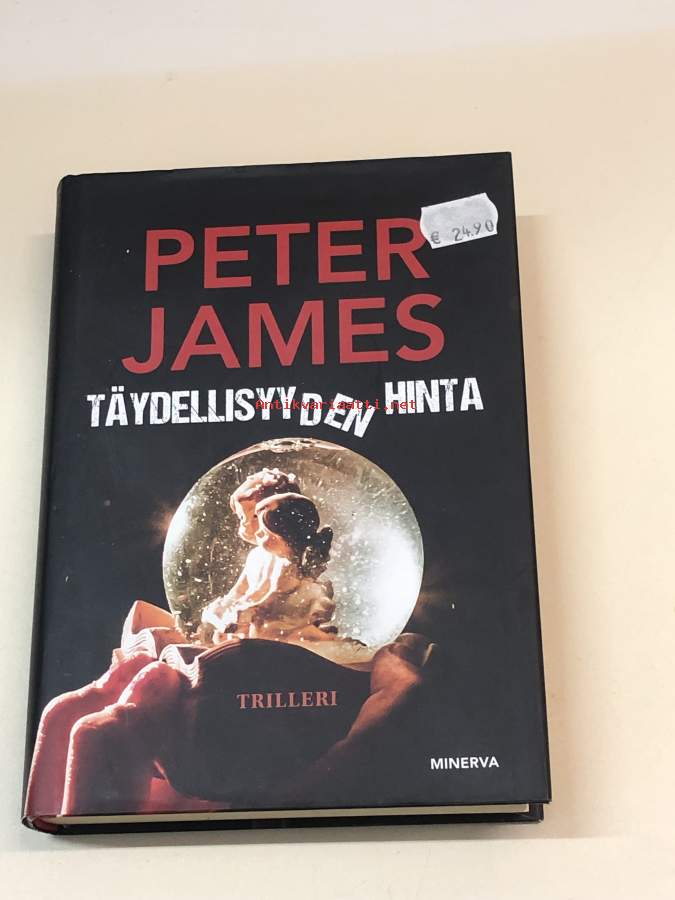 PETER
€ 24.90
JAMES
TÄYDELLISYYDEN HINTA
Antikvariaatti.net
TRILLERI
MINERVA